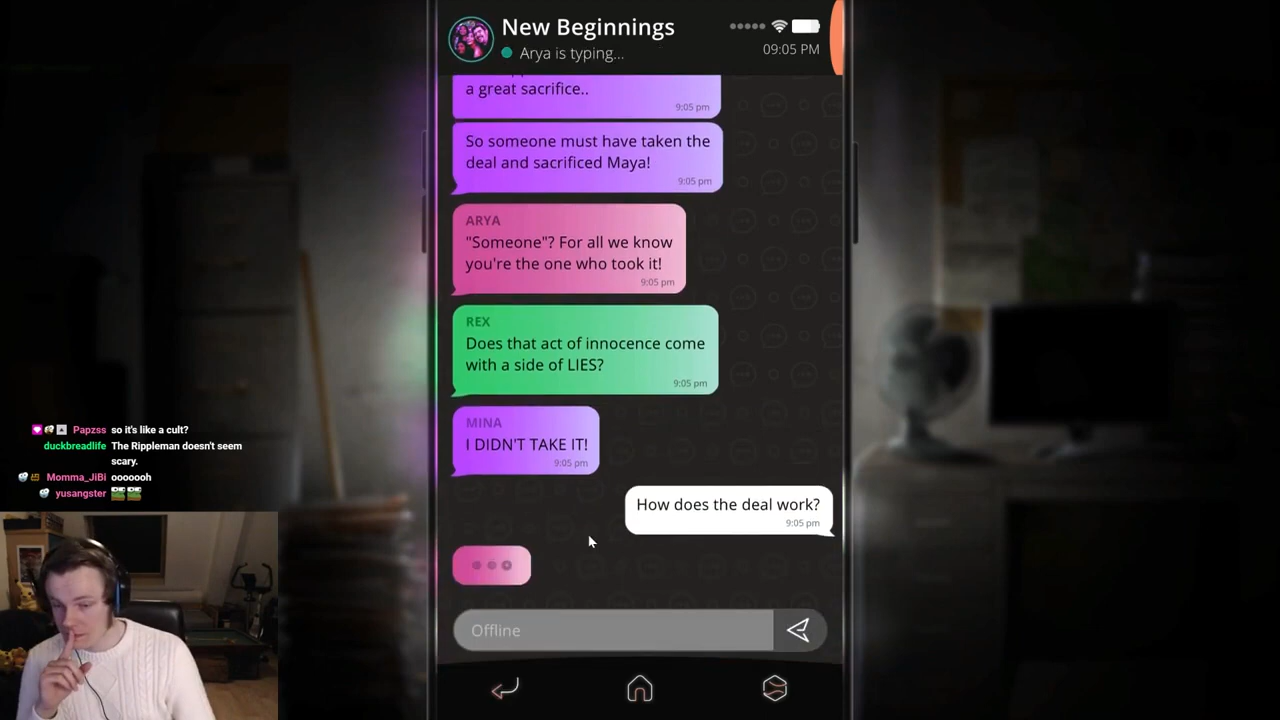 New Beginnings
Arya is typing...
09:05 PM
a great sacrifice..
9:05 pm
So someone must have taken the
deal and sacrificed Maya!
9:05 pm
ARYA
"Someone"? For all we know
you're the one who took it!
9:05 pm
REX
Does that act of innocence come
with a side of LIES?
9:05 pm
MINA
I DIDN'T TAKE IT!
9:05 pm
How does the deal work?
9:05 pm
Offline
Papzss so it's like a cult?
duckbreadlife The Rippleman doesn't seem
scary.
Momma_JiBi ooooooh
yusangster